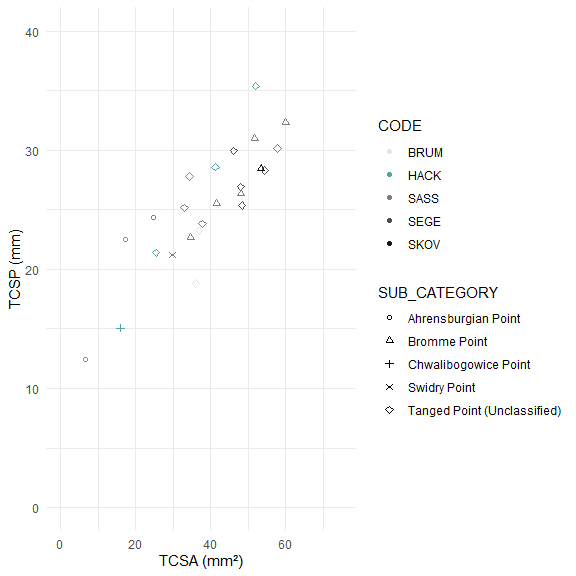 40
30
20
10
0
TCSP (mm)
0 20 40 60
TCSA (mm²)
CODE
BRUM
HACK
SASS
SEGE
SKOV
SUB_CATEGORY
Ahrensburgian Point
Bromme Point
Chwalibogowice Point
Swidry Point
Tanged Point (Unclassified)